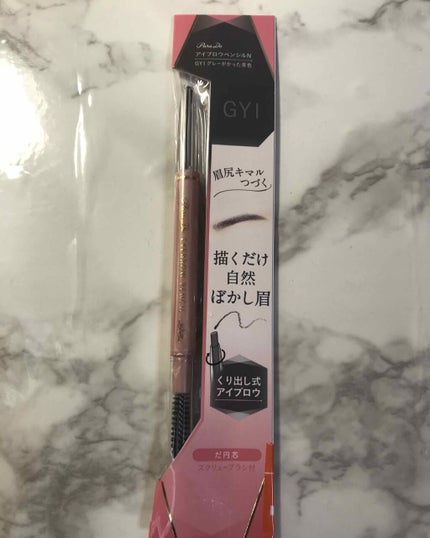 Para Do
アイブロウペンシルN
GY1 グレーがかった茶色
GY1
眉尻キマル
つづく
描くだけ
自然
ぼかし眉
くり出し式
アイブロウ
だ円芯
スクリューブラシ付